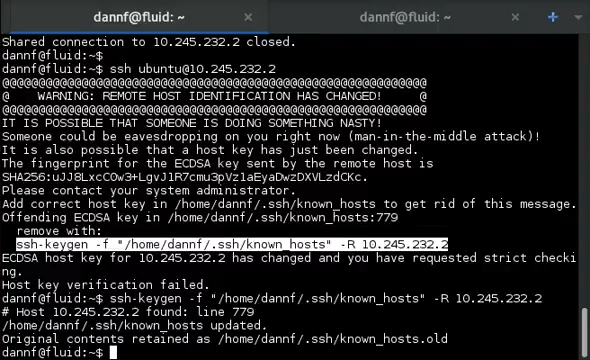 dannf@fluid: ~
dannf@fluid: ~
Shared connection to 10.245.232.2 closed.
dannf@fluid:~$
dannf@fluid:~$ ssh ubuntu@10.245.232.2
@@@@@@@@@@@@@@@@@@@@@@@@@@@@@@@@@@@@@@@@@@@@@@@@@@@@@@@@@@@
@    WARNING: REMOTE HOST IDENTIFICATION HAS CHANGED!     @
@@@@@@@@@@@@@@@@@@@@@@@@@@@@@@@@@@@@@@@@@@@@@@@@@@@@@@@@@@@
IT IS POSSIBLE THAT SOMEONE IS DOING SOMETHING NASTY!
Someone could be eavesdropping on you right now (man-in-the-middle attack)!
It is also possible that a host key has just been changed.
The fingerprint for the ECDSA key sent by the remote host is
SHA256:uJJ8LxcCOw3+LgvJ1R7cmu3pVz1aEyaDwzDXVLzdCKc.
Please contact your system administrator.
Add correct host key in /home/dannf/.ssh/known_hosts to get rid of this message.
Offending ECDSA key in /home/dannf/.ssh/known_hosts:779
  remove with:
  ssh-keygen -f "/home/dannf/.ssh/known_hosts" -R 10.245.232.2
ECDSA host key for 10.245.232.2 has changed and you have requested strict checki
ng.
Host key verification failed.
dannf@fluid:~$ ssh-keygen -f "/home/dannf/.ssh/known_hosts" -R 10.245.232.2
# Host 10.245.232.2 found: line 779
/home/dannf/.ssh/known_hosts updated.
Original contents retained as /home/dannf/.ssh/known_hosts.old
dannf@fluid:~$